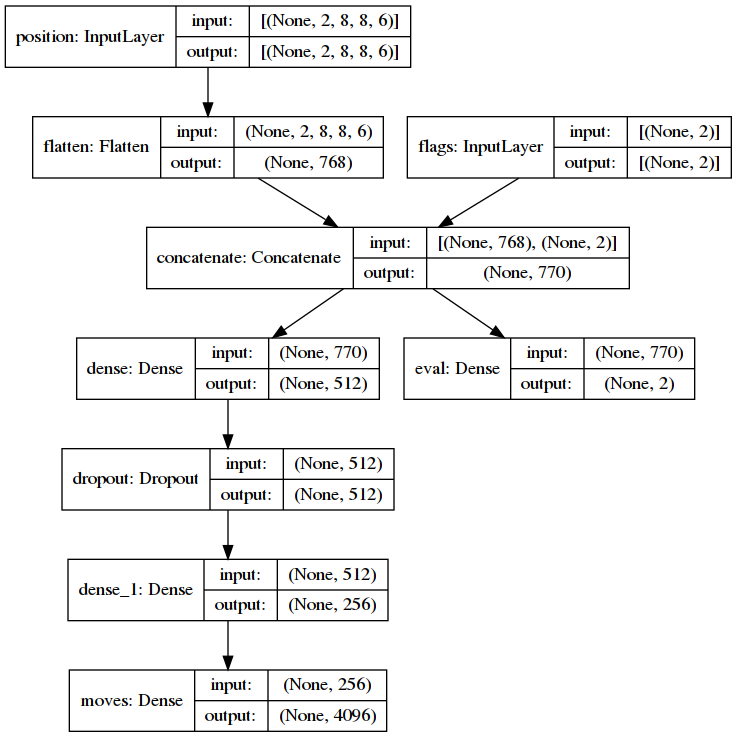 position: InputLayer
input:
[(None, 2, 8, 8, 6)]
output:
[(None, 2, 8, 8, 6)]
flatten: Flatten
input:
(None, 2, 8, 8, 6)
output:
(None, 768)
flags: InputLayer
input:
[(None, 2)]
output:
[(None, 2)]
concatenate: Concatenate
input:
[(None, 768), (None, 2)]
output:
(None, 770)
dense: Dense
input:
(None, 770)
output:
(None, 512)
eval: Dense
input:
(None, 770)
output:
(None, 2)
dropout: Dropout
input:
(None, 512)
output:
(None, 512)
dense_1: Dense
input:
(None, 512)
output:
(None, 256)
moves: Dense
input:
(None, 256)
output:
(None, 4096)